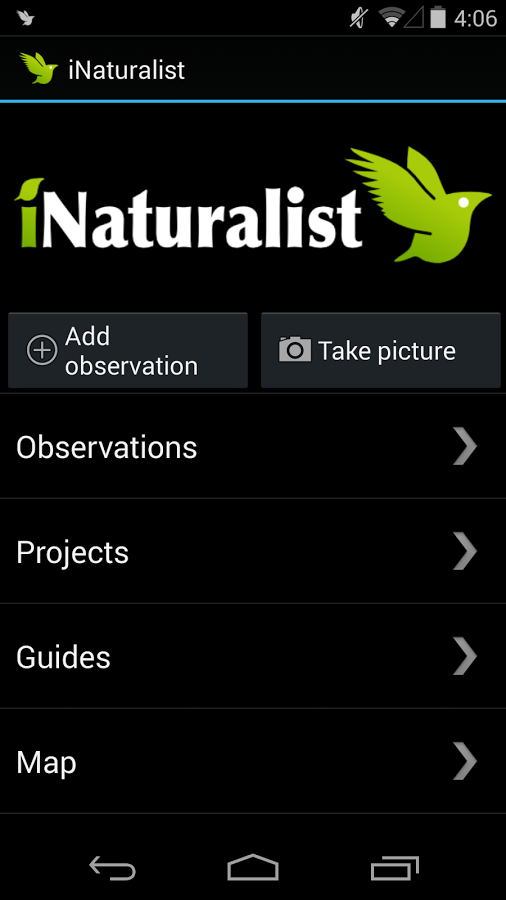 4:06
iNaturalist
iNaturalist
Add
observation
Take picture
Observations
Projects
Guides
Map